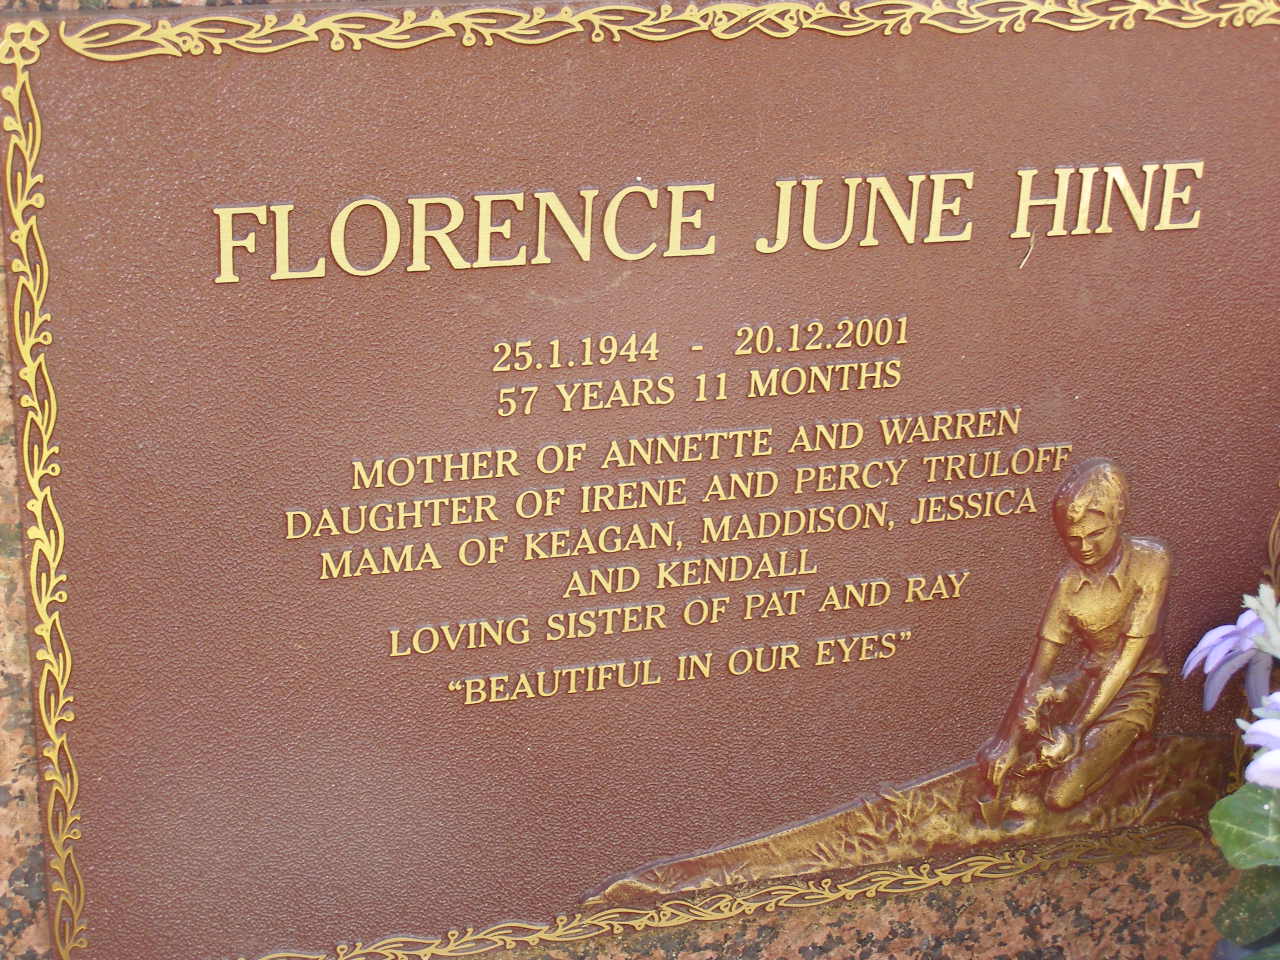 FLORENCE JUNE HINE
25.1.1944 - 20.12.2001
57 YEARS 11 MONTHS
MOTHER OF ANNETTE AND WARREN
DAUGHTER OF IRENE AND PERCY TRULOFF
MAMA OF KEAGAN, MADDISON, JESSICA
AND KENDALL
LOVING SISTER OF PAT AND RAY
“BEAUTIFUL IN OUR EYES”